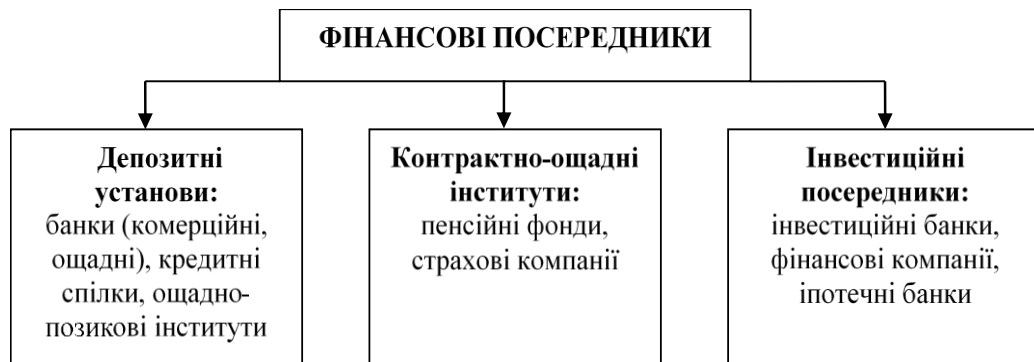 ФІНАНСОВІ ПОСЕРЕДНИКИ
Депозитні
установи:
банки (комерційні,
ощадні), кредитні
спілки, ощадно-
позикові інститути
Контрактно-ощадні
інститути:
пенсійні фонди,
страхові компанії
Інвестиційні
посередники:
інвестиційні банки,
фінансові компанії,
іпотечні банки